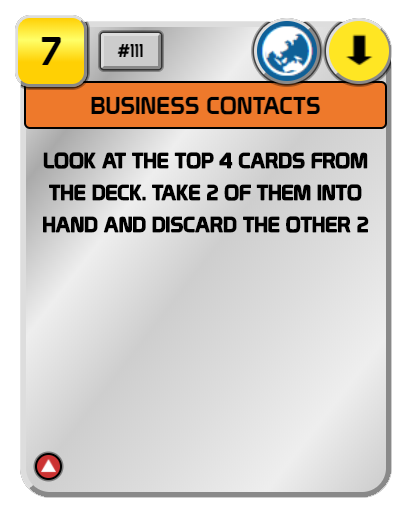 7
#111
BUSINESS CONTACTS
LOOK AT THE TOP 4 CARDS FROM
THE DECK. TAKE 2 OF THEM INTO
HAND AND DISCARD THE OTHER 2